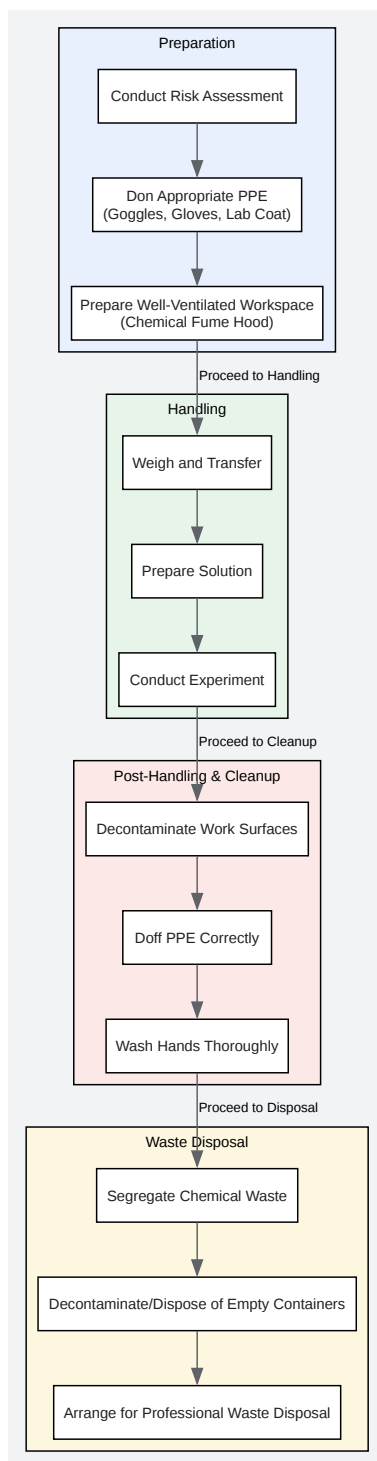 Preparation
Conduct Risk Assessment
Don Appropriate PPE
(Goggles, Gloves, Lab Coat)
Prepare Well-Ventilated Workspace
(Chemical Fume Hood)
Proceed to Handling
Handling
Weigh and Transfer
Prepare Solution
Conduct Experiment
Proceed to Cleanup
Post-Handling & Cleanup
Decontaminate Work Surfaces
Doff PPE Correctly
Wash Hands Thoroughly
Proceed to Disposal
Waste Disposal
Segregate Chemical Waste
Decontaminate/Dispose of Empty Containers
Arrange for Professional Waste Disposal